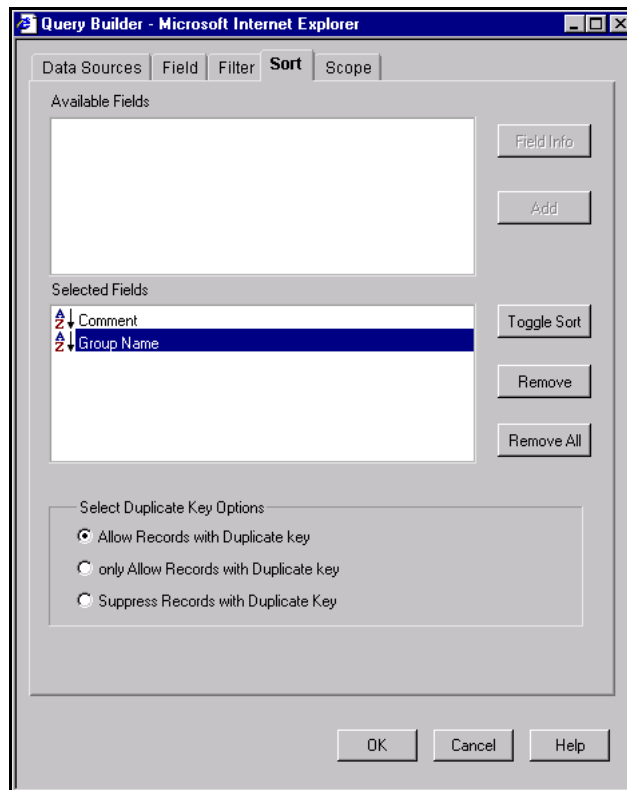 Query Builder - Microsoft Internet Explorer
Data Sources Field Filter Sort Scope
Available Fields
Field Info
Add
Selected Fields
Comment
Toggle Sort
Group Name
Remove
Remove All
Select Duplicate Key Options
Allow Records with Duplicate key
only Allow Records with Duplicate key
Suppress Records with Duplicate Key
OK Cancel Help